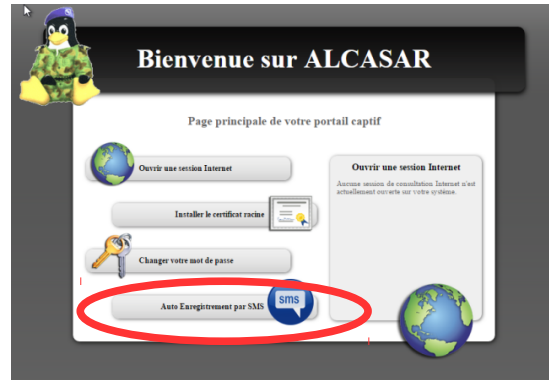 Bienvenue sur ALCASAR
Page principale de votre portail captif
Ouvrir une session Internet
Installer le certificat racine
Changer votre mot de passe
Auto Enregistrement par SMS
sms
Ouvrir une session Internet
Aucune session de consultation Internet n'est
actuellement ouverte sur votre système.